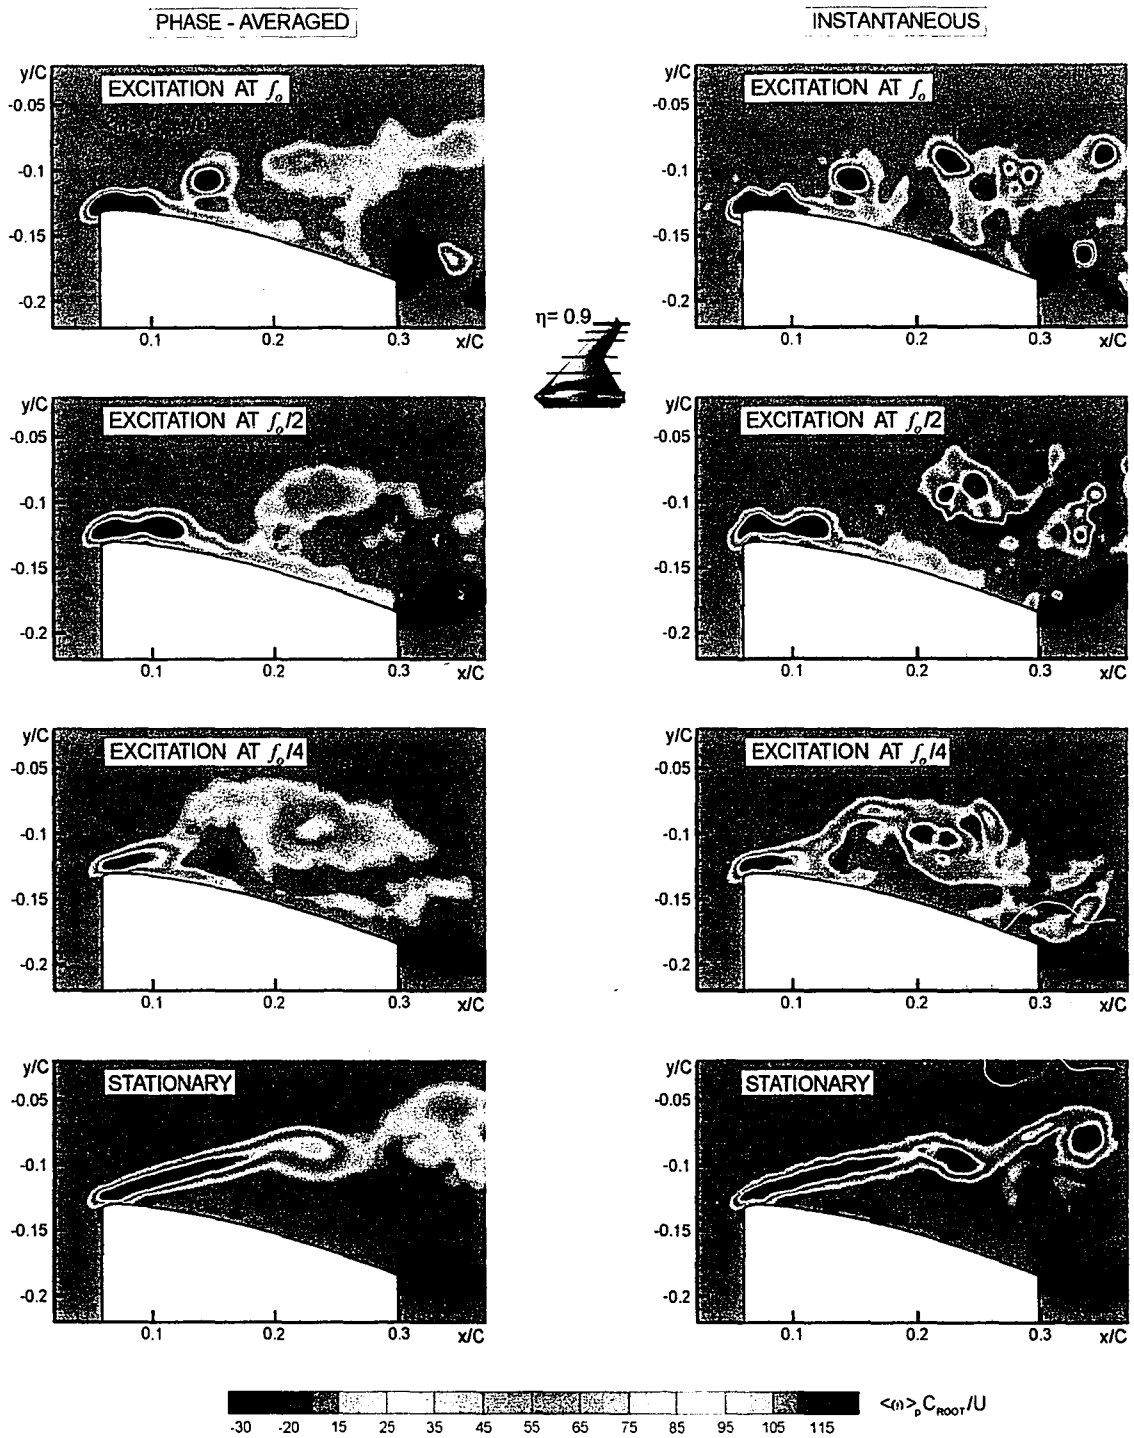 PHASE - AVERAGED
INSTANTANEOUS
y/C
EXCITATION AT fₒ
-0.05
-0.1
-0.15
-0.2
0.1
0.2
0.3
x/C
y/C
EXCITATION AT fₒ
-0.05
-0.1
-0.15
-0.2
0.1
0.2
0.3
x/C
η= 0.9
y/C
EXCITATION AT fₒ/2
-0.05
-0.1
-0.15
-0.2
0.1
0.2
0.3
x/C
y/C
EXCITATION AT fₒ/2
-0.05
-0.1
-0.15
-0.2
0.1
0.2
0.3
x/C
y/C
EXCITATION AT fₒ/4
-0.05
-0.1
-0.15
-0.2
0.1
0.2
0.3
x/C
y/C
EXCITATION AT fₒ/4
-0.05
-0.1
-0.15
-0.2
0.1
0.2
0.3
x/C
y/C
STATIONARY
-0.05
-0.1
-0.15
-0.2
0.1
0.2
0.3
x/C
y/C
STATIONARY
-0.05
-0.1
-0.15
-0.2
0.1
0.2
0.3
x/C
-30 -20 15 25 35 45 55 65 75 85 95 105 115
<ω>ₚC_ROOT/U